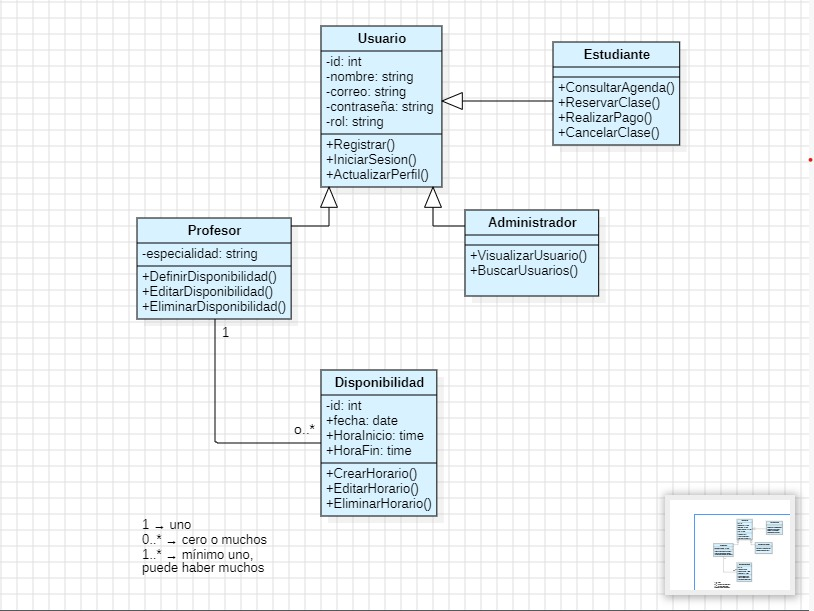 Usuario
-id: int
-nombre: string
-correo: string
-contraseña: string
-rol: string
+Registrar()
+IniciarSesion()
+ActualizarPerfil()
Estudiante
+ConsultarAgenda()
+ReservarClase()
+RealizarPago()
+CancelarClase()
Profesor
-especialidad: string
+DefinirDisponibilidad()
+EditarDisponibilidad()
+EliminarDisponibilidad()
Administrador
+VisualizarUsuario()
+BuscarUsuarios()
1
o..*
Disponibilidad
-id: int
+fecha: date
+HoraInicio: time
+HoraFin: time
+CrearHorario()
+EditarHorario()
+EliminarHorario()
1 → uno
0..* → cero o muchos
1..* → mínimo uno,
puede haber muchos